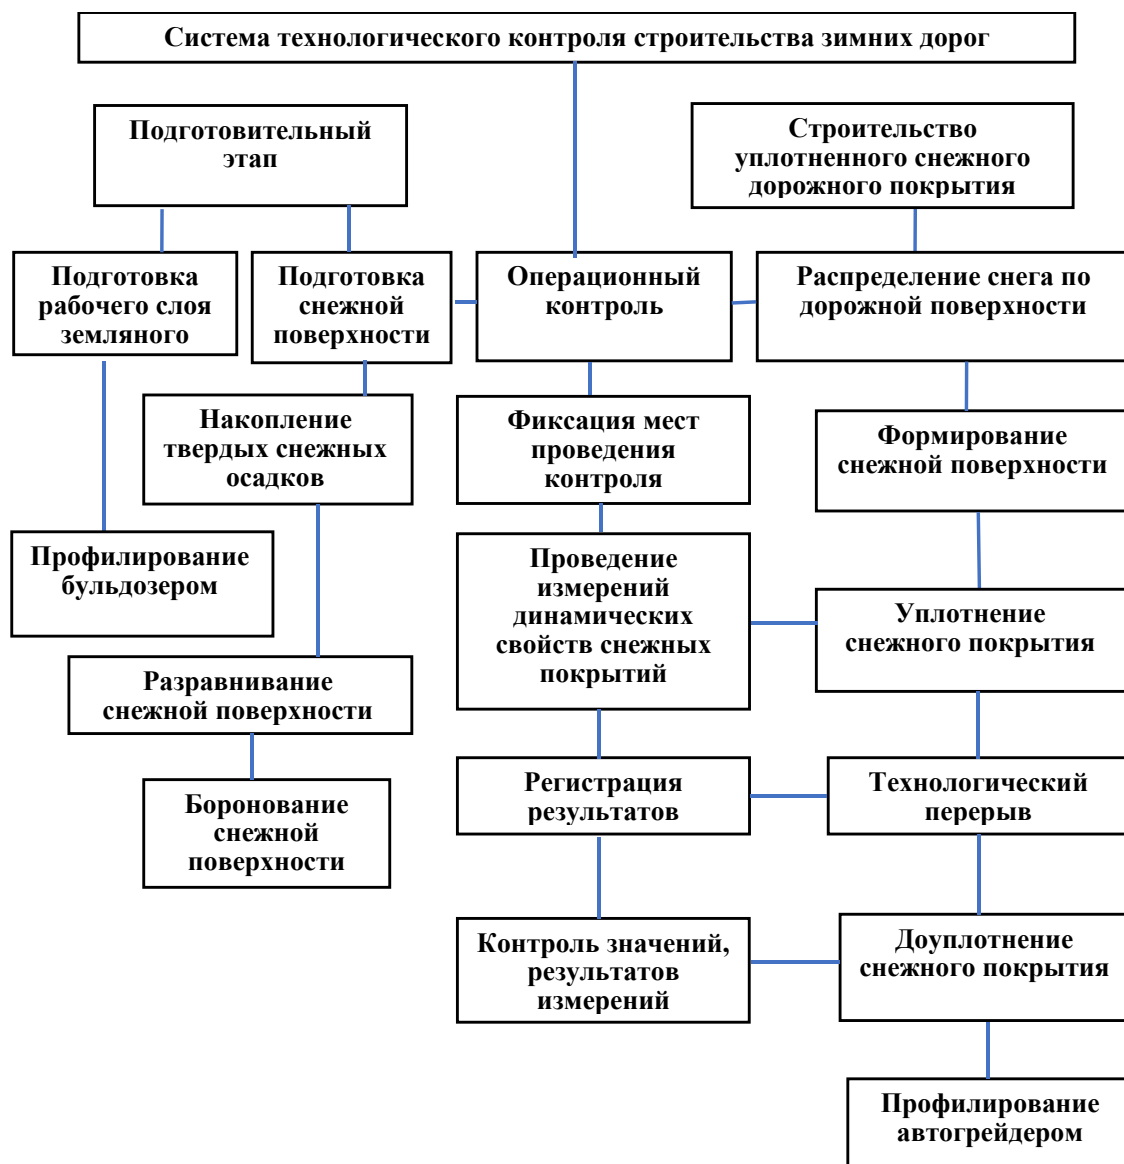 Система технологического контроля строительства зимних дорог
Подготовительный
этап
Строительство
уплотненного снежного
дорожного покрытия
Подготовка
рабочего слоя
земляного
Подготовка
снежной
поверхности
Операционный
контроль
Распределение снега по
дорожной поверхности
Накопление
твердых снежных
осадков
Фиксация мест
проведения
контроля
Формирование
снежной поверхности
Профилирование
бульдозером
Проведение
измерений
динамических
свойств снежных
покрытий
Уплотнение
снежного покрытия
Разравнивание
снежной поверхности
Боронование
снежной
поверхности
Регистрация
результатов
Технологический
перерыв
Контроль значений,
результатов
измерений
Доуплотнение
снежного покрытия
Профилирование
автогрейдером